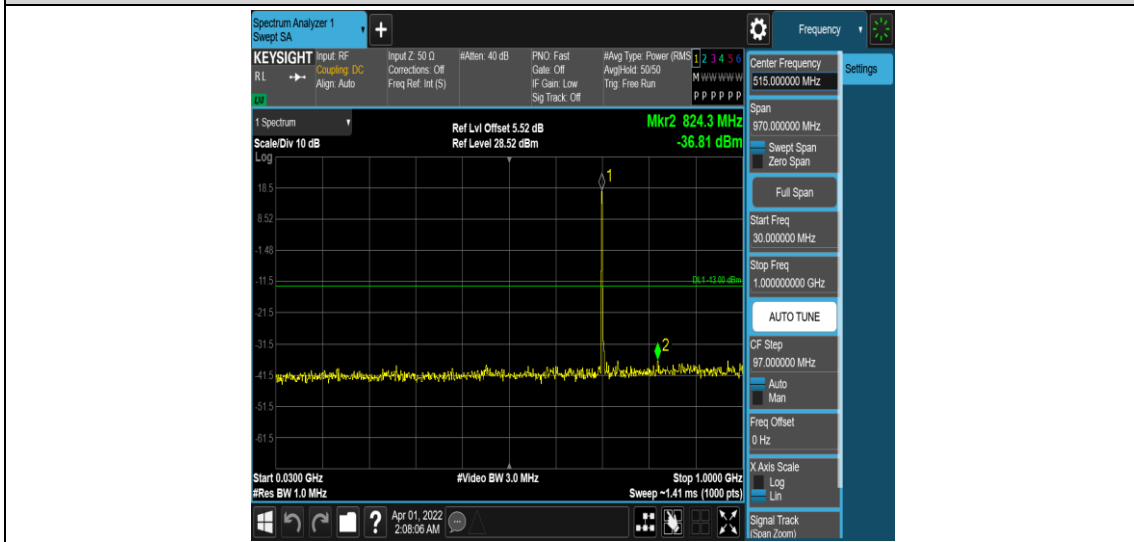 Spectrum Analyzer 1
Swept SA
+
Frequency
KEYSIGHT
RL
Input: RF
Coupling: DC
Align: Auto
Input Z: 50 Ω
Corrections: Off
Freq Ref: Int (S)
#Atten: 40 dB
PNO: Fast
Gate: Off
IF Gain: Low
Sig Track: Off
#Avg Type: Power (RMS
Avg|Hold: 50/50
Trig: Free Run
1 2 3 4 5 6
M W W W W W
P P P P P P
1 Spectrum
Scale/Div 10 dB
Log
Ref Lvl Offset 5.52 dB
Ref Level 28.52 dBm
Mkr2 824.3 MHz
-36.81 dBm
18.5
8.52
-1.48
-11.5
-21.5
-31.5
-41.5
-51.5
-61.5
1
DL1 -13.00 dBm
2
Start 0.0300 GHz
#Res BW 1.0 MHz
#Video BW 3.0 MHz
Stop 1.0000 GHz
Sweep ~1.41 ms (1000 pts)
?
Apr 01, 2022
2:08:06 AM
Center Frequency
515.000000 MHz
Settings
Span
970.000000 MHz
Swept Span
Zero Span
Full Span
Start Freq
30.000000 MHz
Stop Freq
1.000000000 GHz
AUTO TUNE
CF Step
97.000000 MHz
Auto
Man
Freq Offset
0 Hz
X Axis Scale
Log
Lin
Signal Track
(Span Zoom)